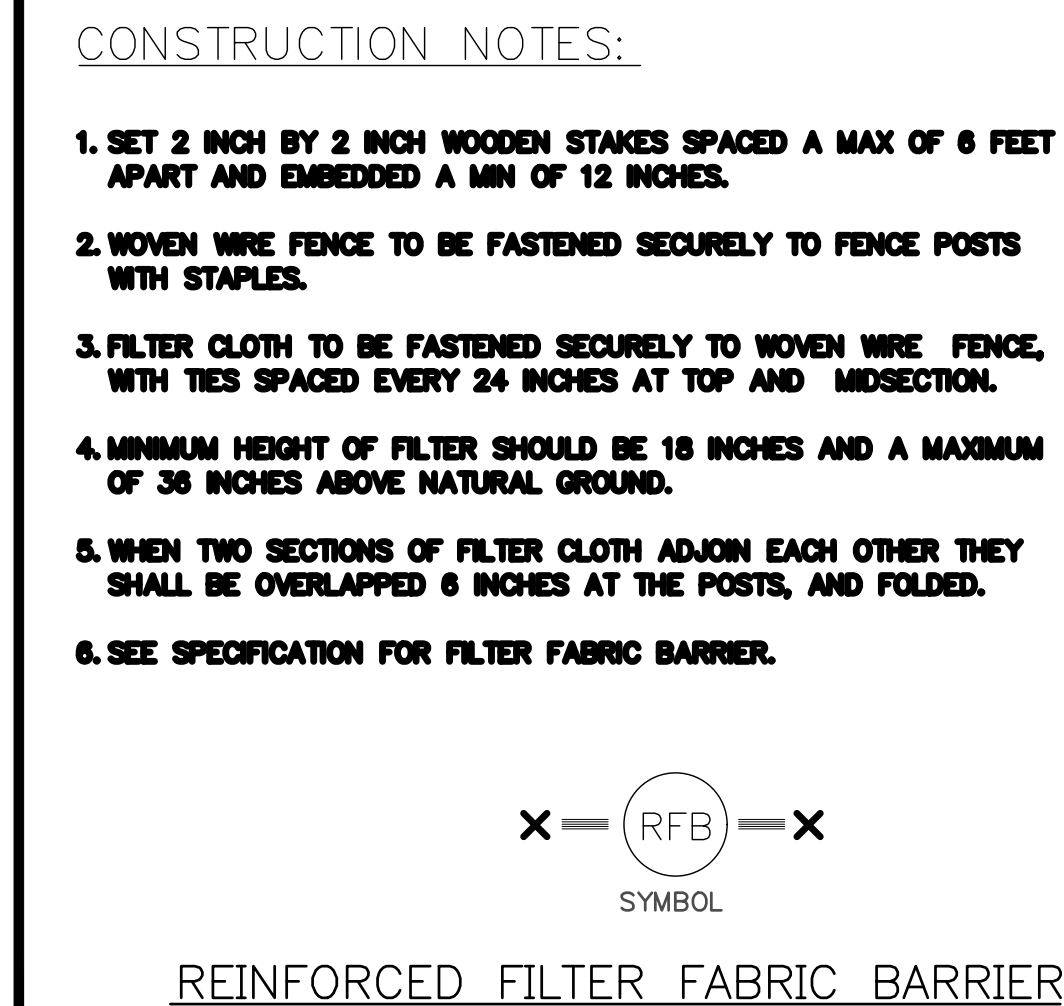 CONSTRUCTION NOTES:
1. SET 2 INCH BY 2 INCH WOODEN STAKES SPACED A MAX OF 6 FEET
APART AND EMBEDDED A MIN OF 12 INCHES.
2. WOVEN WIRE FENCE TO BE FASTENED SECURELY TO FENCE POSTS
WITH STAPLES.
3. FILTER CLOTH TO BE FASTENED SECURELY TO WOVEN WIRE FENCE,
WITH TIES SPACED EVERY 24 INCHES AT TOP AND MIDSECTION.
4. MINIMUM HEIGHT OF FILTER SHOULD BE 18 INCHES AND A MAXIMUM
OF 36 INCHES ABOVE NATURAL GROUND.
5. WHEN TWO SECTIONS OF FILTER CLOTH ADJOIN EACH OTHER THEY
SHALL BE OVERLAPPED 6 INCHES AT THE POSTS, AND FOLDED.
6. SEE SPECIFICATION FOR FILTER FABRIC BARRIER.
RFB
SYMBOL
REINFORCED FILTER FABRIC BARRIER